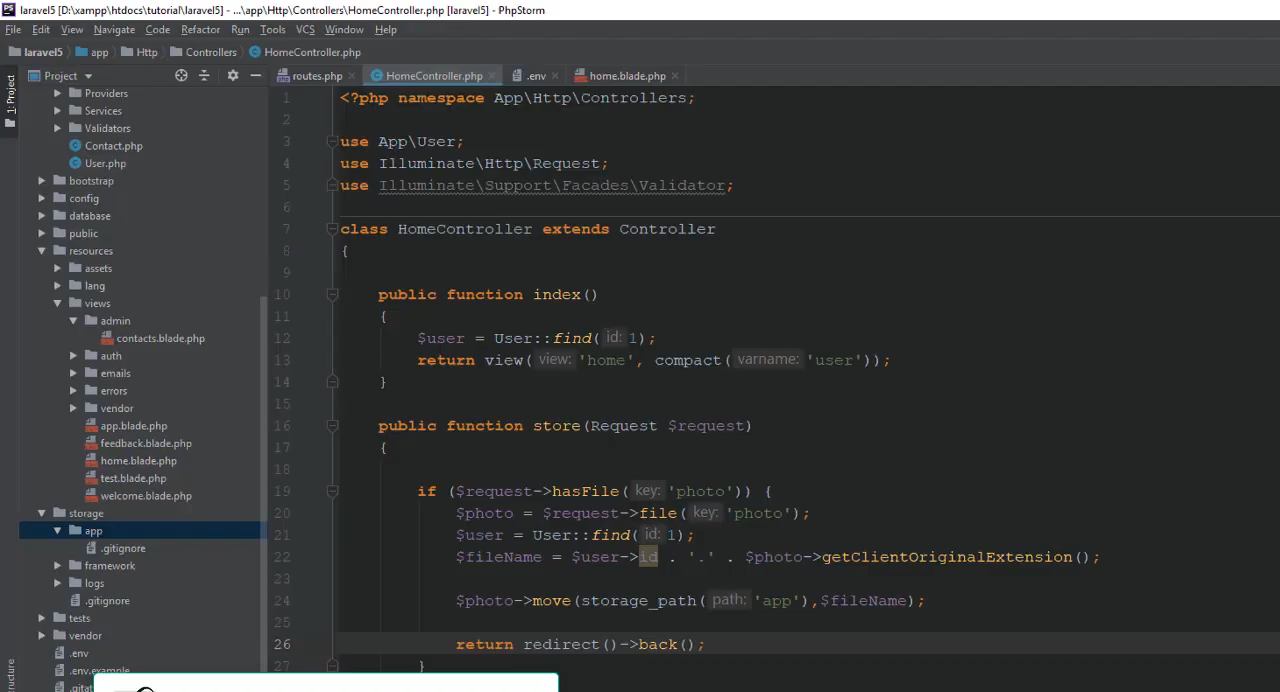 laravel5 [D:\xampp\htdocs\tutorial\laravel5] - ...\app\Http\Controllers\HomeController.php [laravel5] - PhpStorm
File Edit View Navigate Code Refactor Run Tools VCS Window Help
laravel5 app Http Controllers HomeController.php
1: Project
Project
routes.php HomeController.php .env home.blade.php
Providers
Services
Validators
Contact.php
User.php
bootstrap
config
database
public
resources
assets
lang
views
admin
contacts.blade.php
auth
emails
errors
vendor
app.blade.php
feedback.blade.php
home.blade.php
test.blade.php
welcome.blade.php
storage
app
.gitignore
framework
logs
.gitignore
tests
vendor
.env
.env.example
1 <?php namespace App\Http\Controllers;
2
3 use App\User;
4 use Illuminate\Http\Request;
5 use Illuminate\Support\Facades\Validator;
6
7 class HomeController extends Controller
8 {
9
10 public function index()
11 {
12 $user = User::find( id: 1);
13 return view( view: 'home', compact( varname: 'user'));
14 }
15
16 public function store(Request $request)
17 {
18
19 if ($request->hasFile( key: 'photo')) {
20 $photo = $request->file( key: 'photo');
21 $user = User::find( id: 1);
22 $fileName = $user->id . '.' . $photo->getClientOriginalExtension();
23
24 $photo->move(storage_path( path: 'app'),$fileName);
25
26 return redirect()->back();
27 }